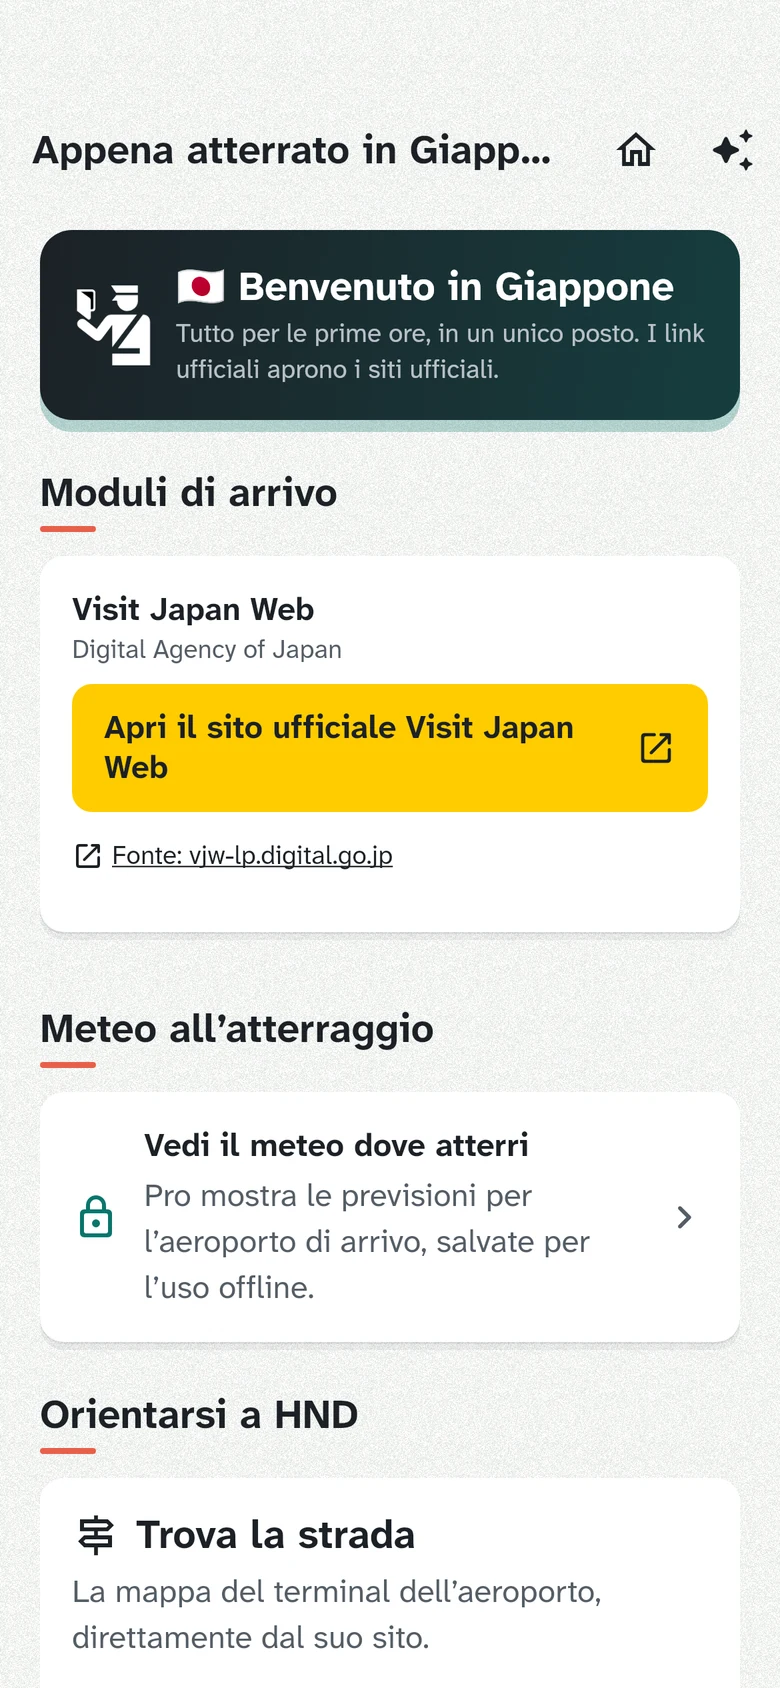 Appena atterrato in Giapp...
🇯🇵 Benvenuto in Giappone
Tutto per le prime ore, in un unico posto. I link
ufficiali aprono i siti ufficiali.
Moduli di arrivo
Visit Japan Web
Digital Agency of Japan
Apri il sito ufficiale Visit Japan
Web
Fonte: vjw-lp.digital.go.jp
Meteo all’atterraggio
Vedi il meteo dove atterri
Pro mostra le previsioni per
l’aeroporto di arrivo, salvate per
l’uso offline.
Orientarsi a HND
Trova la strada
La mappa del terminal dell’aeroporto,
direttamente dal suo sito.